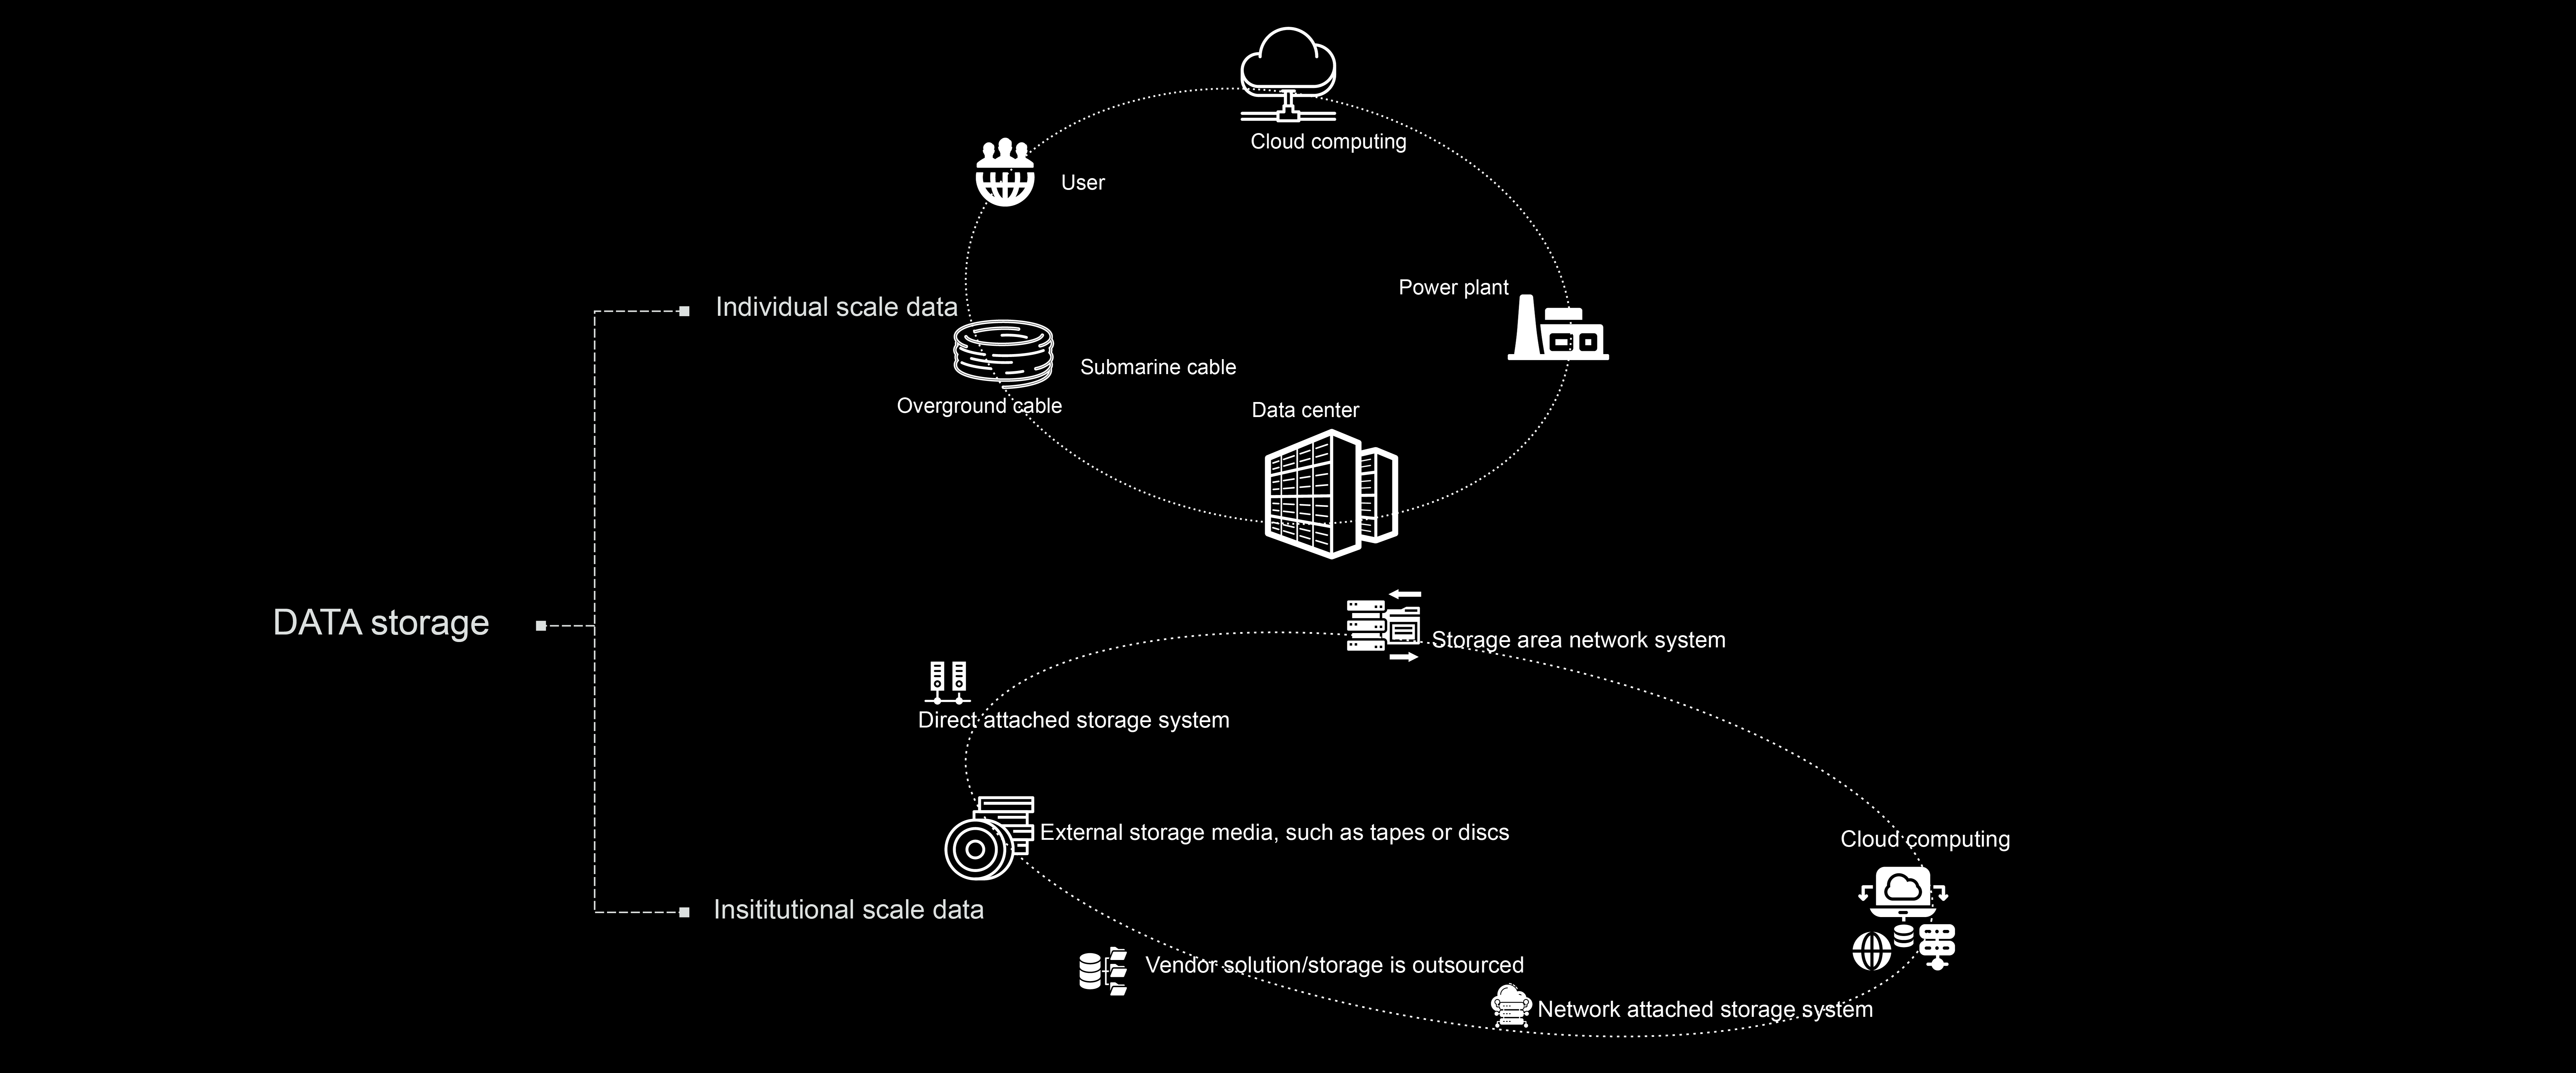 Cloud computing
User
Power plant
Individual scale data
Submarine cable
Overground cable
Data center
DATA storage
Storage area network system
Direct attached storage system
External storage media, such as tapes or discs
Cloud computing
Insititutional scale data
Vendor solution/storage is outsourced
Network attached storage system